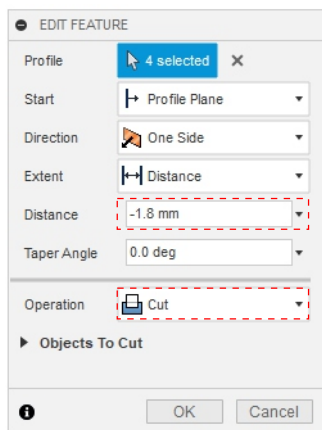 EDIT FEATURE
Profile 4 selected
Start Profile Plane
Direction One Side
Extent Distance
Distance -1.8 mm
Taper Angle 0.0 deg
Operation Cut
Objects To Cut
OK Cancel